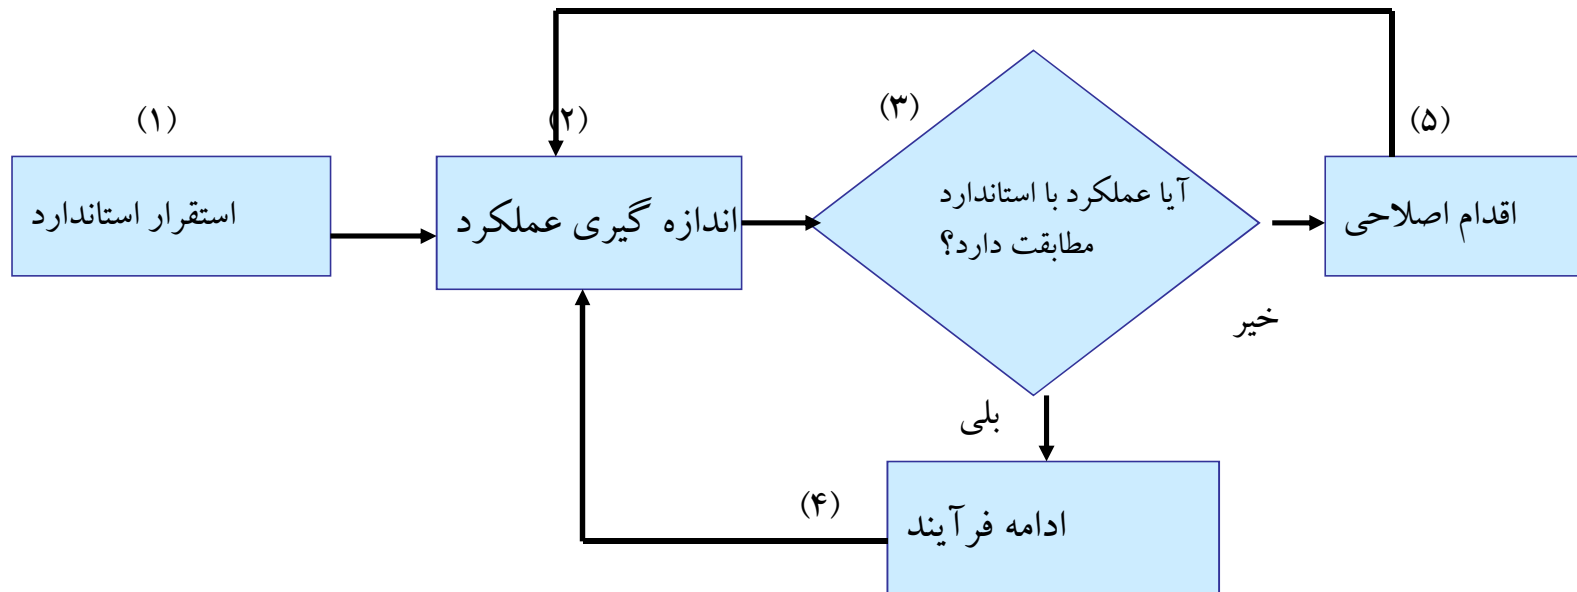 (۱)
استقرار استاندارد
(۲)
اندازه گیری عملکرد
(۳)
آیا عملکرد با استاندارد
مطابقت دارد؟
خیر
بلی
(۴)
ادامه فرآیند
(۵)
اقدام اصلاحی